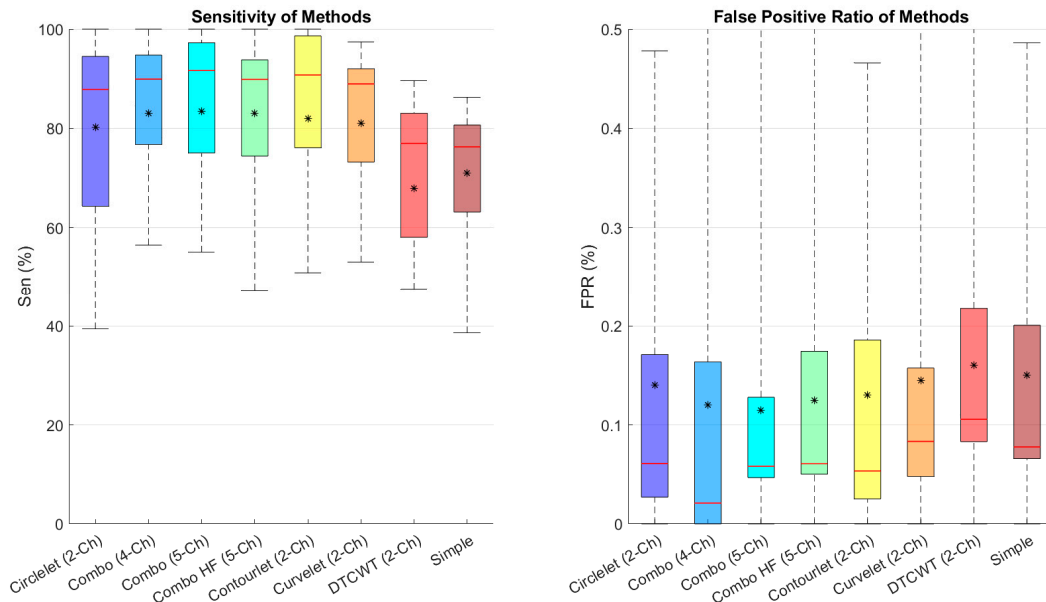 Sensitivity of Methods
100
80
60
40
20
0
Sen (%)
Circlelet (2-Ch)
Combo (4-Ch)
Combo (5-Ch)
Combo HF (5-Ch)
Contourlet (2-Ch)
Curvelet (2-Ch)
DTCWT (2-Ch)
Simple
False Positive Ratio of Methods
0.5
0.4
0.3
0.2
0.1
0
FPR (%)
Circlelet (2-Ch)
Combo (4-Ch)
Combo (5-Ch)
Combo HF (5-Ch)
Contourlet (2-Ch)
Curvelet (2-Ch)
DTCWT (2-Ch)
Simple